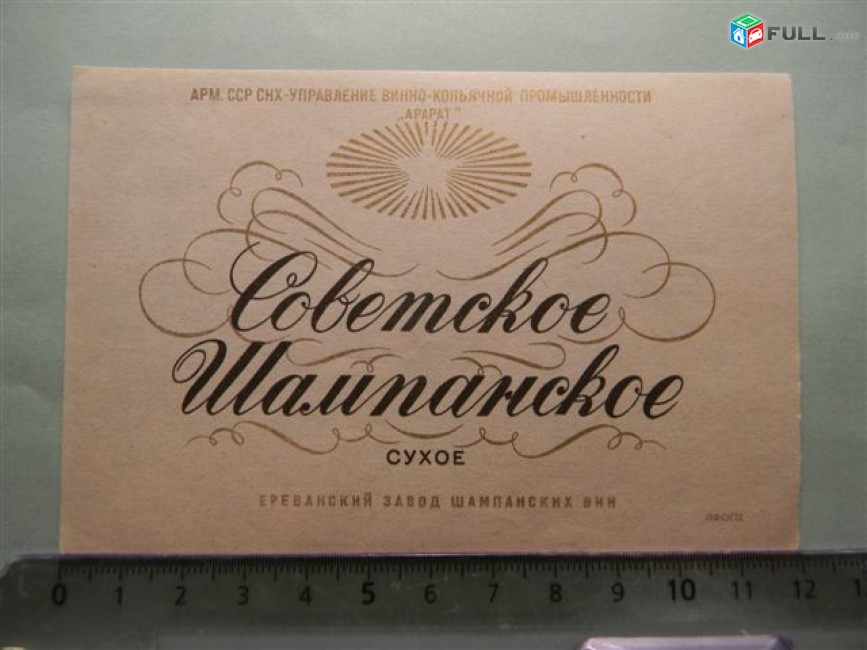 FULL.am
АРМ. ССР СНХ-УПРАВЛЕНИЕ ВИННО-КОНЬЯЧНОЙ ПРОМЫШЛЕННОСТИ
„АРАРАТ"
Советское
Шампанское
СУХОЕ
ЕРЕВАНСКИЙ ЗАВОД ШАМПАНСКИХ ВИН
0 1 2 3 4 5 6 7 8 9 10 11 12